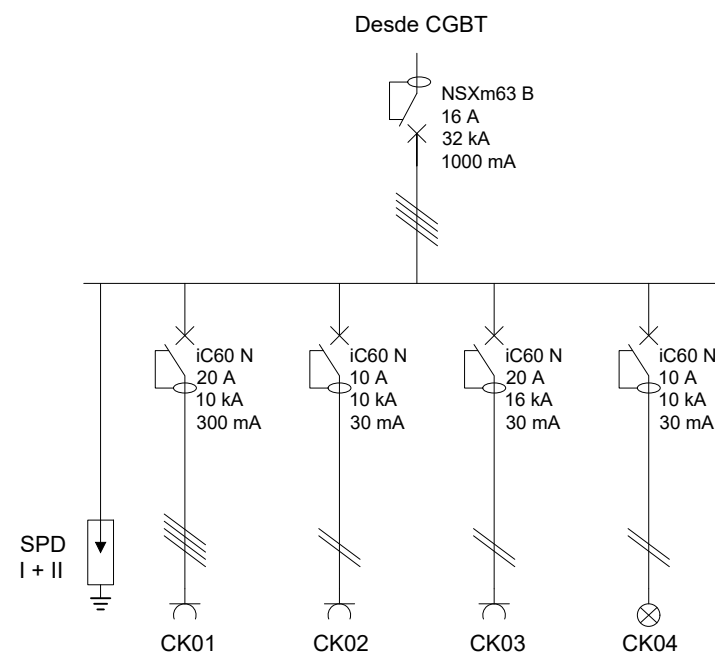 Desde CGBT
NSXm63 B
16 A
32 kA
1000 mA
iC60 N
20 A
10 kA
300 mA
iC60 N
10 A
10 kA
30 mA
iC60 N
20 A
16 kA
30 mA
iC60 N
10 A
10 kA
30 mA
SPD
I + II
CK01
CK02
CK03
CK04